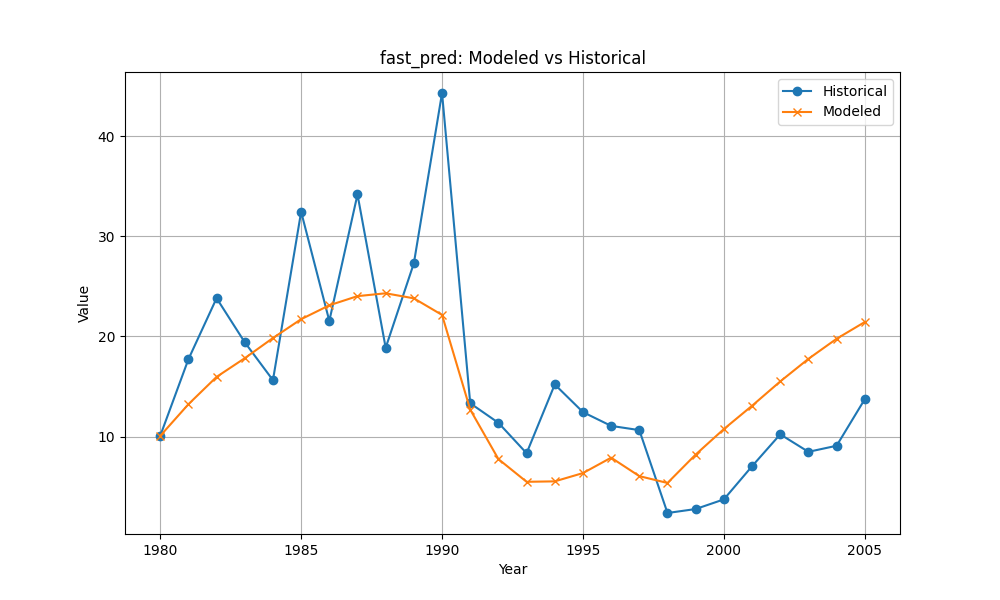 fast_pred: Modeled vs Historical
Historical
Modeled
Value
40
30
20
10
1980 1985 1990 1995 2000 2005
Year